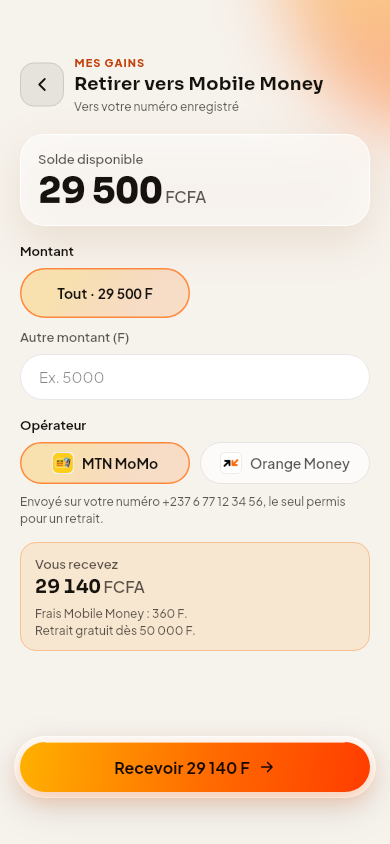 MES GAINS
Retirer vers Mobile Money
Vers votre numéro enregistré
Solde disponible
29 500 FCFA
Montant
Tout · 29 500 F
Autre montant (F)
Ex. 5000
Opérateur
MTN MoMo
Orange Money
Envoyé sur votre numéro +237 6 77 12 34 56, le seul permis
pour un retrait.
Vous recevez
29 140 FCFA
Frais Mobile Money : 360 F.
Retrait gratuit dès 50 000 F.
Recevoir 29 140 F →